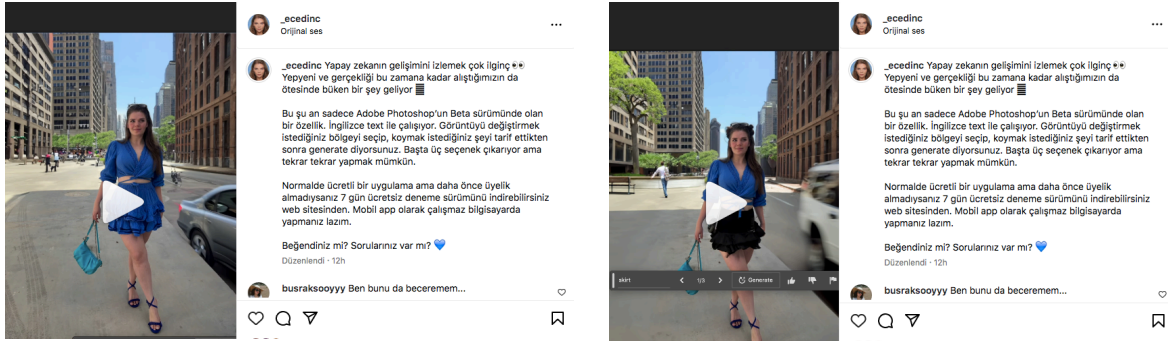 _ecedinc
Orijinal ses
_ecedinc Yapay zekanın gelişimini izlemek çok ilginç 👀
Yepyeni ve gerçekliği bu zamana kadar alıştığımızın da
ötesinde büken bir şey geliyor
Bu şu an sadece Adobe Photoshop'un Beta sürümünde olan
bir özellik. İngilizce text ile çalışıyor. Görüntüyü değiştirmek
istediğiniz bölgeyi seçip, koymak istediğiniz şeyi tarif ettikten
sonra generate diyorsunuz. Başta üç seçenek çıkarıyor ama
tekrar tekrar yapmak mümkün.
Normalde ücretli bir uygulama ama daha önce üyelik
almadıysanız 7 gün ücretsiz deneme sürümünü indirebilirsiniz
web sitesinden. Mobil app olarak çalışmaz bilgisayarda
yapmanız lazım.
Beğendiniz mi? Sorularınız var mı? 💙
Düzenlendi · 12h
busraksooyyy Ben bunu da beceremem...
skirt
1/3
Generate
_ecedinc
Orijinal ses
_ecedinc Yapay zekanın gelişimini izlemek çok ilginç 👀
Yepyeni ve gerçekliği bu zamana kadar alıştığımızın da
ötesinde büken bir şey geliyor
Bu şu an sadece Adobe Photoshop'un Beta sürümünde olan
bir özellik. İngilizce text ile çalışıyor. Görüntüyü değiştirmek
istediğiniz bölgeyi seçip, koymak istediğiniz şeyi tarif ettikten
sonra generate diyorsunuz. Başta üç seçenek çıkarıyor ama
tekrar tekrar yapmak mümkün.
Normalde ücretli bir uygulama ama daha önce üyelik
almadıysanız 7 gün ücretsiz deneme sürümünü indirebilirsiniz
web sitesinden. Mobil app olarak çalışmaz bilgisayarda
yapmanız lazım.
Beğendiniz mi? Sorularınız var mı? 💙
Düzenlendi · 12h
busraksooyyy Ben bunu da beceremem...